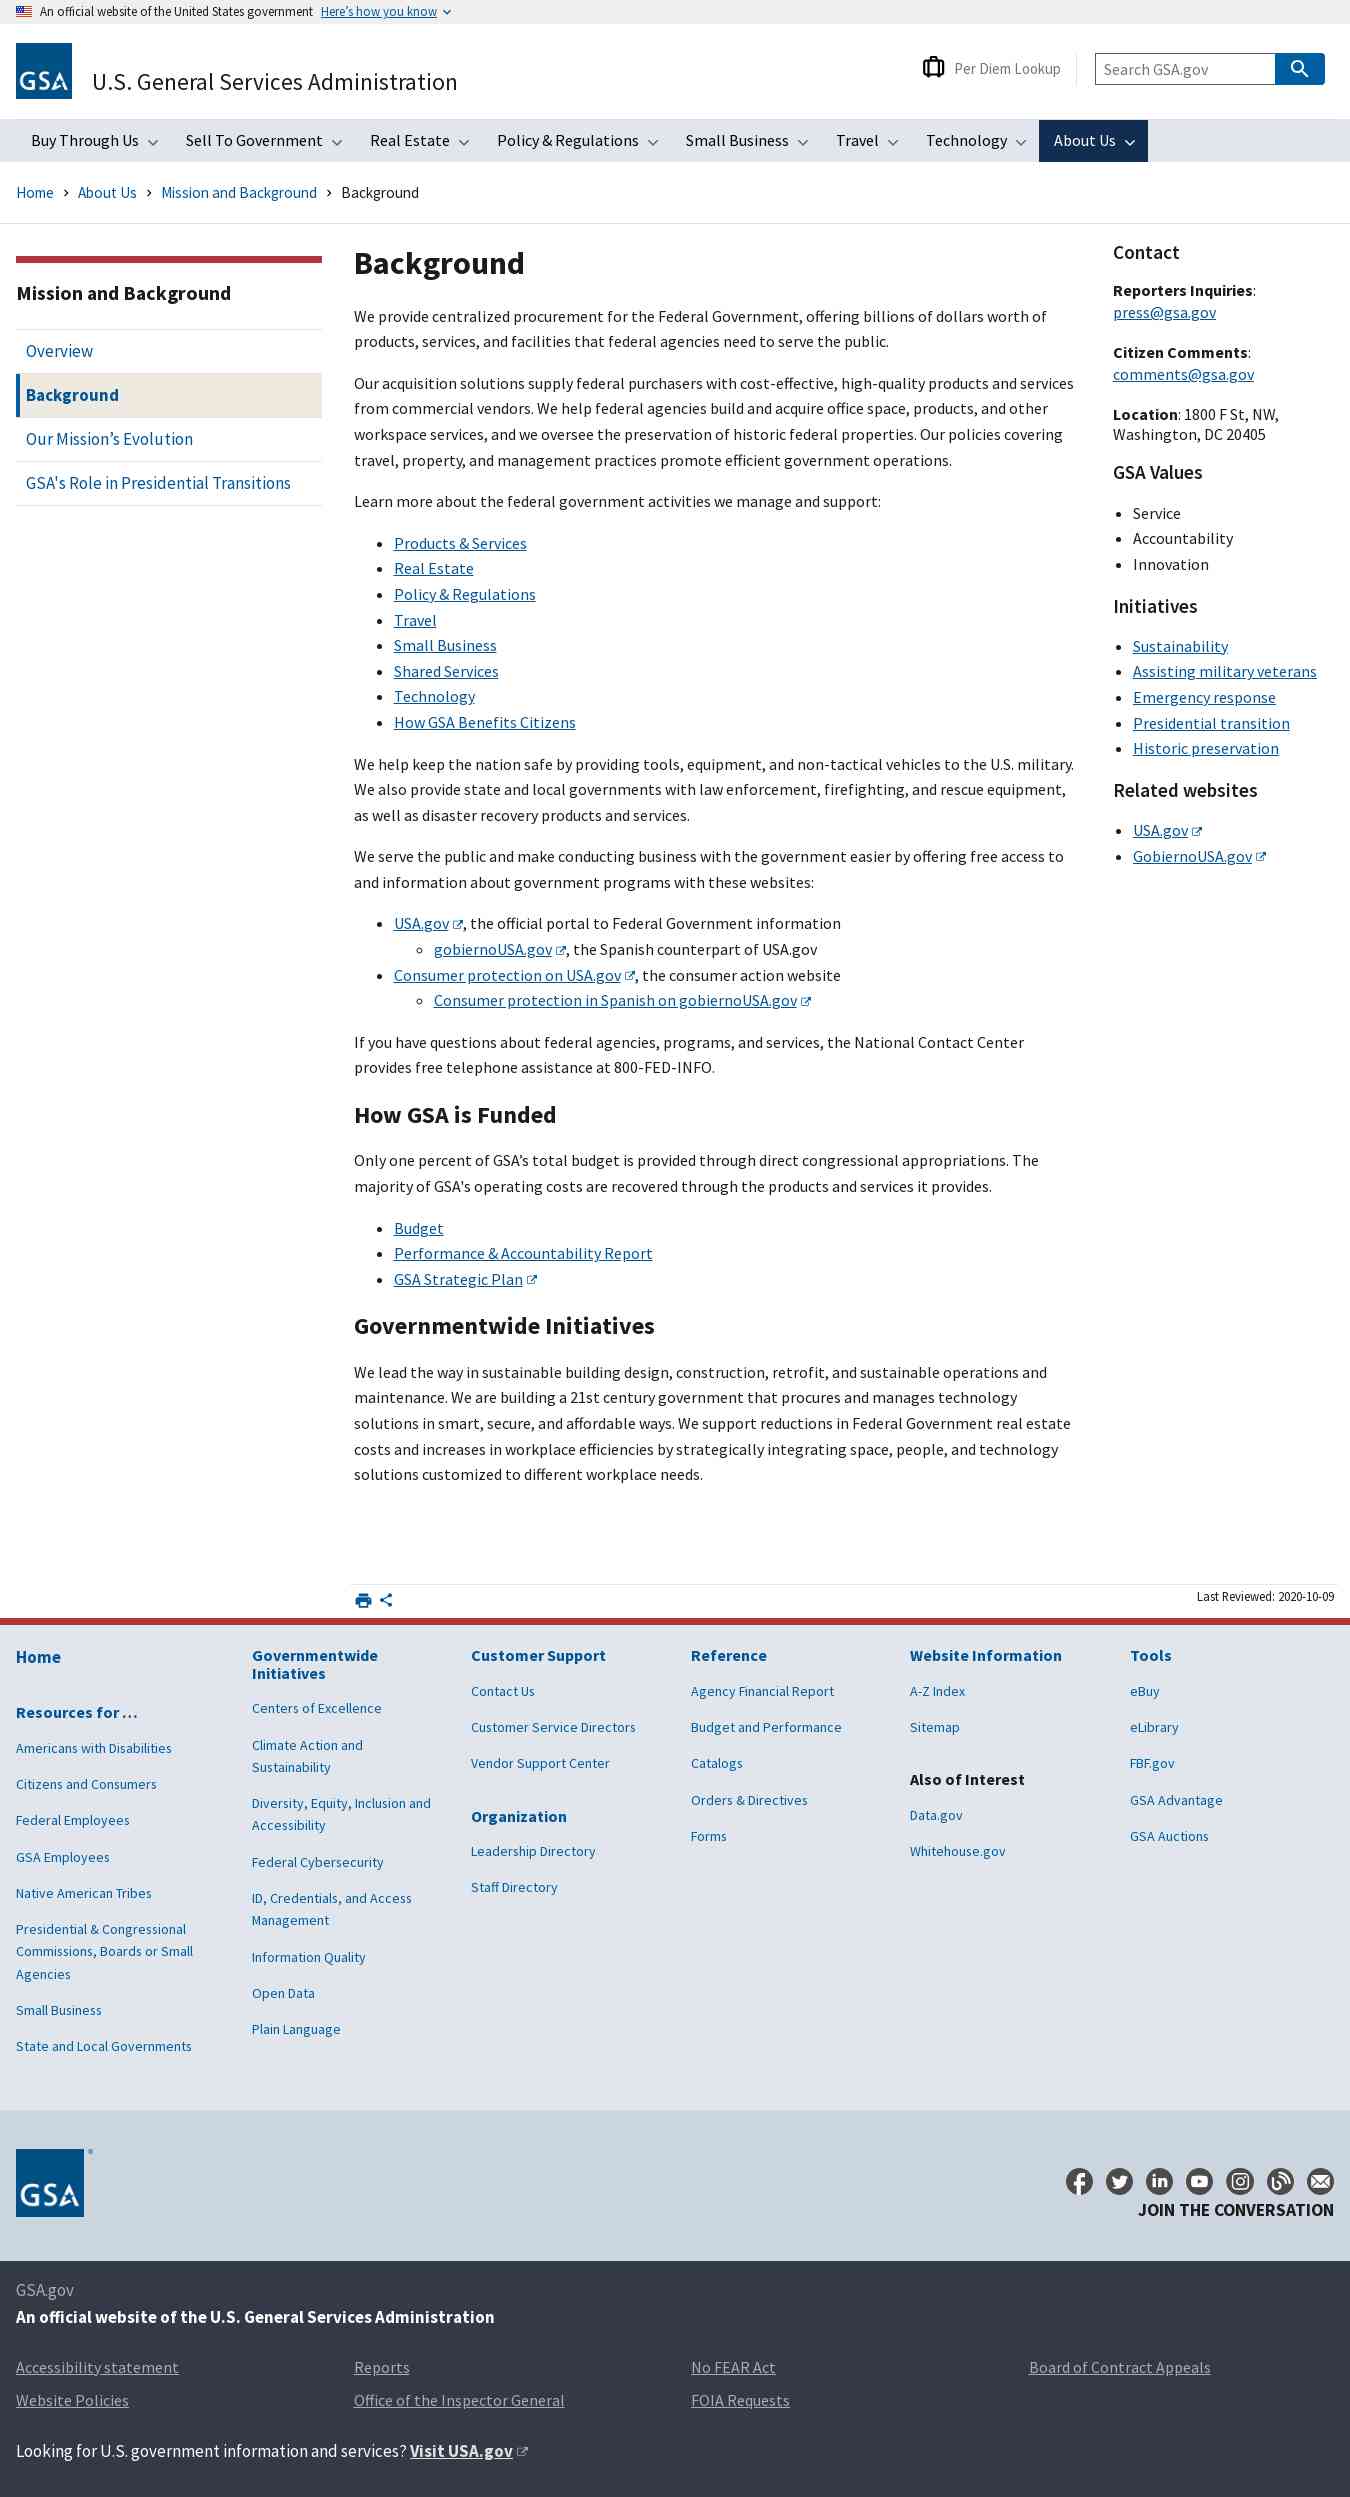 An official website of the United States government Here's how you know
GSA
U.S. General Services Administration
Per Diem Lookup
Search GSA.gov
Buy Through Us Sell To Government Real Estate Policy & Regulations Small Business Travel Technology About Us
Home > About Us > Mission and Background > Background
Mission and Background
Overview
Background
Our Mission’s Evolution
GSA's Role in Presidential Transitions
Background
We provide centralized procurement for the Federal Government, offering billions of dollars worth of
products, services, and facilities that federal agencies need to serve the public.
Our acquisition solutions supply federal purchasers with cost-effective, high-quality products and services
from commercial vendors. We help federal agencies build and acquire office space, products, and other
workspace services, and we oversee the preservation of historic federal properties. Our policies covering
travel, property, and management practices promote efficient government operations.
Learn more about the federal government activities we manage and support:
Products & Services
Real Estate
Policy & Regulations
Travel
Small Business
Shared Services
Technology
How GSA Benefits Citizens
We help keep the nation safe by providing tools, equipment, and non-tactical vehicles to the U.S. military.
We also provide state and local governments with law enforcement, firefighting, and rescue equipment,
as well as disaster recovery products and services.
We serve the public and make conducting business with the government easier by offering free access to
and information about government programs with these websites:
USA.gov, the official portal to Federal Government information
gobiernoUSA.gov, the Spanish counterpart of USA.gov
Consumer protection on USA.gov, the consumer action website
Consumer protection in Spanish on gobiernoUSA.gov
If you have questions about federal agencies, programs, and services, the National Contact Center
provides free telephone assistance at 800-FED-INFO.
How GSA is Funded
Only one percent of GSA’s total budget is provided through direct congressional appropriations. The
majority of GSA's operating costs are recovered through the products and services it provides.
Budget
Performance & Accountability Report
GSA Strategic Plan
Governmentwide Initiatives
We lead the way in sustainable building design, construction, retrofit, and sustainable operations and
maintenance. We are building a 21st century government that procures and manages technology
solutions in smart, secure, and affordable ways. We support reductions in Federal Government real estate
costs and increases in workplace efficiencies by strategically integrating space, people, and technology
solutions customized to different workplace needs.
Contact
Reporters Inquiries:
press@gsa.gov
Citizen Comments:
comments@gsa.gov
Location: 1800 F St, NW,
Washington, DC 20405
GSA Values
Service
Accountability
Innovation
Initiatives
Sustainability
Assisting military veterans
Emergency response
Presidential transition
Historic preservation
Related websites
USA.gov
GobiernoUSA.gov
Last Reviewed: 2020-10-09
Home
Resources for …
Americans with Disabilities
Citizens and Consumers
Federal Employees
GSA Employees
Native American Tribes
Presidential & Congressional
Commissions, Boards or Small
Agencies
Small Business
State and Local Governments
Governmentwide
Initiatives
Centers of Excellence
Climate Action and
Sustainability
Diversity, Equity, Inclusion and
Accessibility
Federal Cybersecurity
ID, Credentials, and Access
Management
Information Quality
Open Data
Plain Language
Customer Support
Contact Us
Customer Service Directors
Vendor Support Center
Organization
Leadership Directory
Staff Directory
Reference
Agency Financial Report
Budget and Performance
Catalogs
Orders & Directives
Forms
Website Information
A-Z Index
Sitemap
Also of Interest
Data.gov
Whitehouse.gov
Tools
eBuy
eLibrary
FBF.gov
GSA Advantage
GSA Auctions
GSA
JOIN THE CONVERSATION
GSA.gov
An official website of the U.S. General Services Administration
Accessibility statement Reports No FEAR Act Board of Contract Appeals
Website Policies Office of the Inspector General FOIA Requests
Looking for U.S. government information and services? Visit USA.gov